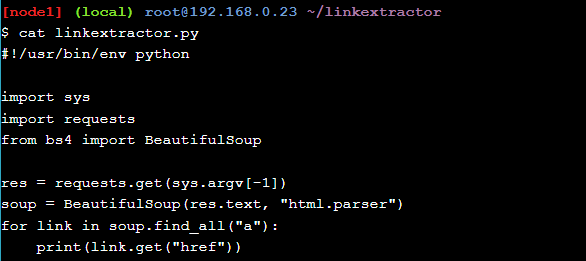 [node1] (local) root@192.168.0.23 ~/linkextractor
$ cat linkextractor.py
#!/usr/bin/env python

import sys
import requests
from bs4 import BeautifulSoup

res = requests.get(sys.argv[-1])
soup = BeautifulSoup(res.text, "html.parser")
for link in soup.find_all("a"):
    print(link.get("href"))